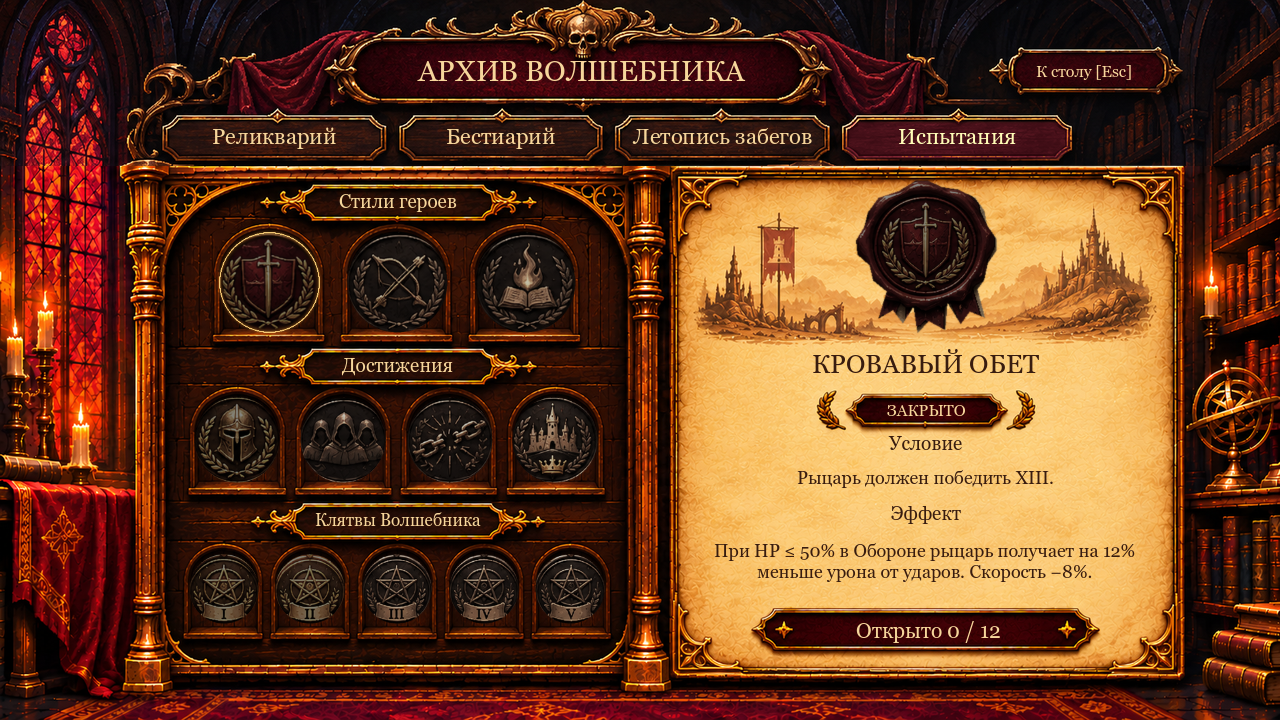 АРХИВ ВОЛШЕБНИКА
К столу [Esc]
Реликварий
Бестиарий
Летопись забегов
Испытания
Стили героев
Достижения
Клятвы Волшебника
I
II
III
IV
V
КРОВАВЫЙ ОБЕТ
ЗАКРЫТО
Условие
Рыцарь должен победить XIII.
Эффект
При HP ≤ 50% в Обороне рыцарь получает на 12%
меньше урона от ударов. Скорость −8%.
Открыто 0 / 12